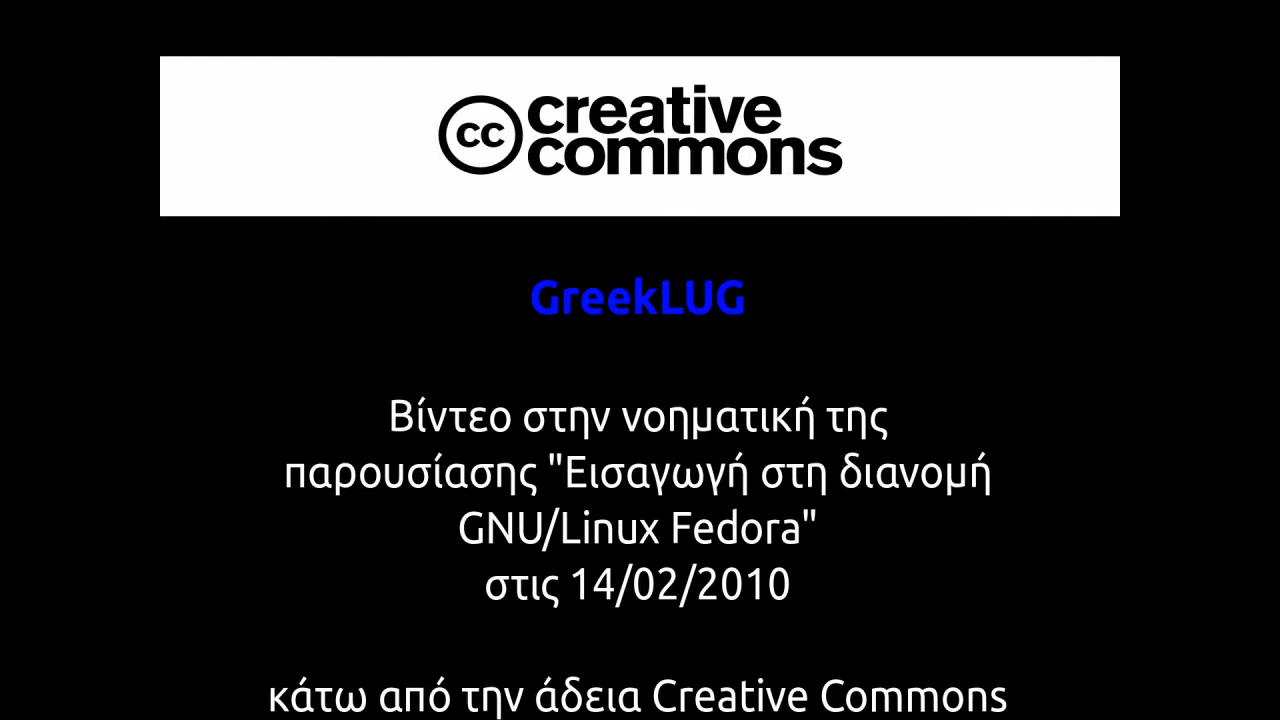 cc creative
commons
GreekLUG
Βίντεο στην νοηματική της
παρουσίασης "Εισαγωγή στη διανομή
GNU/Linux Fedora"
στις 14/02/2010
κάτω από την άδεια Creative Commons